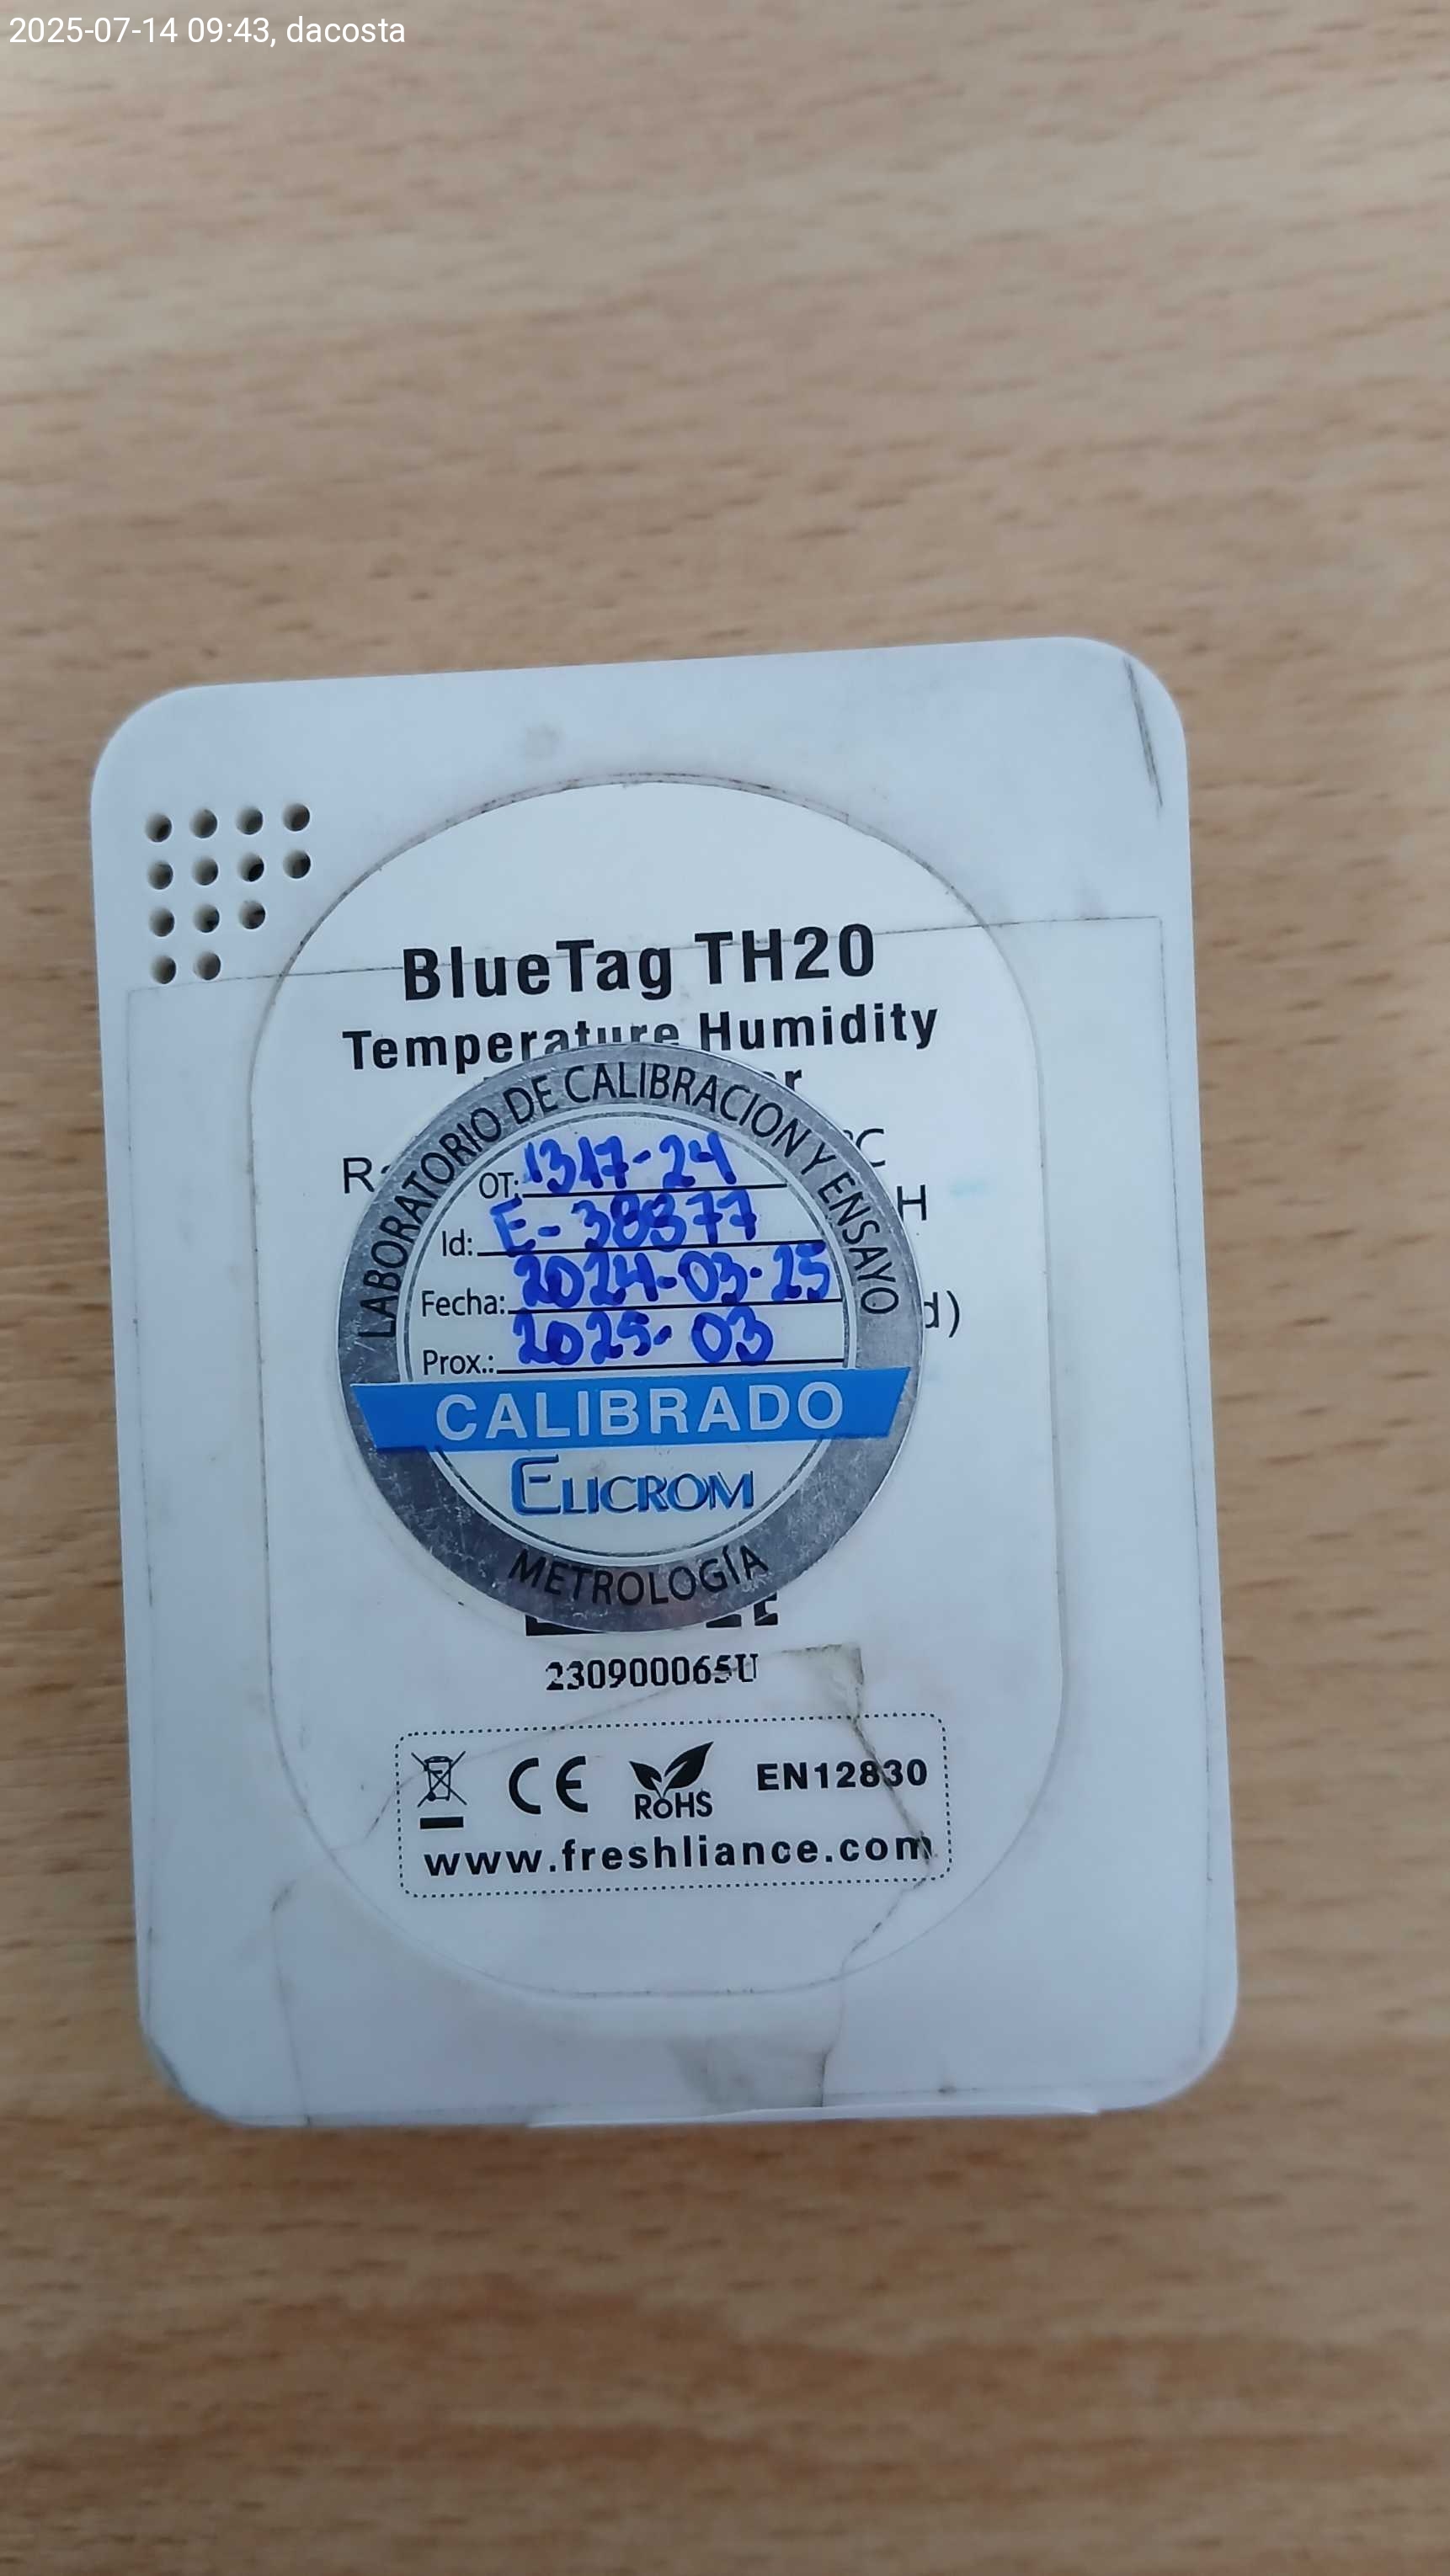 2025-07-14 09:43, dacosta
BlueTag TH20
Temperature Humidity
LABORATORIO DE CALIBRACION Y ENSAYO
OT: 1317-24
Id: E-38377
Fecha: 2024-03-25
Prox.: 2025-03
CALIBRADO
ELICROM
METROLOGÍA
230900065U
CE RoHS EN12830
www.freshliance.com